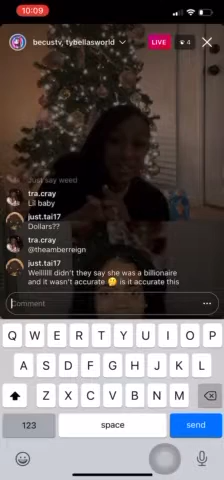 10:09
becustv, tybellasworld
LIVE
4
Just say weed
tra.cray
Lil baby
just.tai17
Dollars??
tra.cray
@theamberreign
just.tai17
Welllllll didn't they say she was a billionaire
and it wasn't accurate 🤔 is it accurate this
Comment
Q W E R T Y U I O P
A S D F G H J K L
Z X C V B N M
123 space send